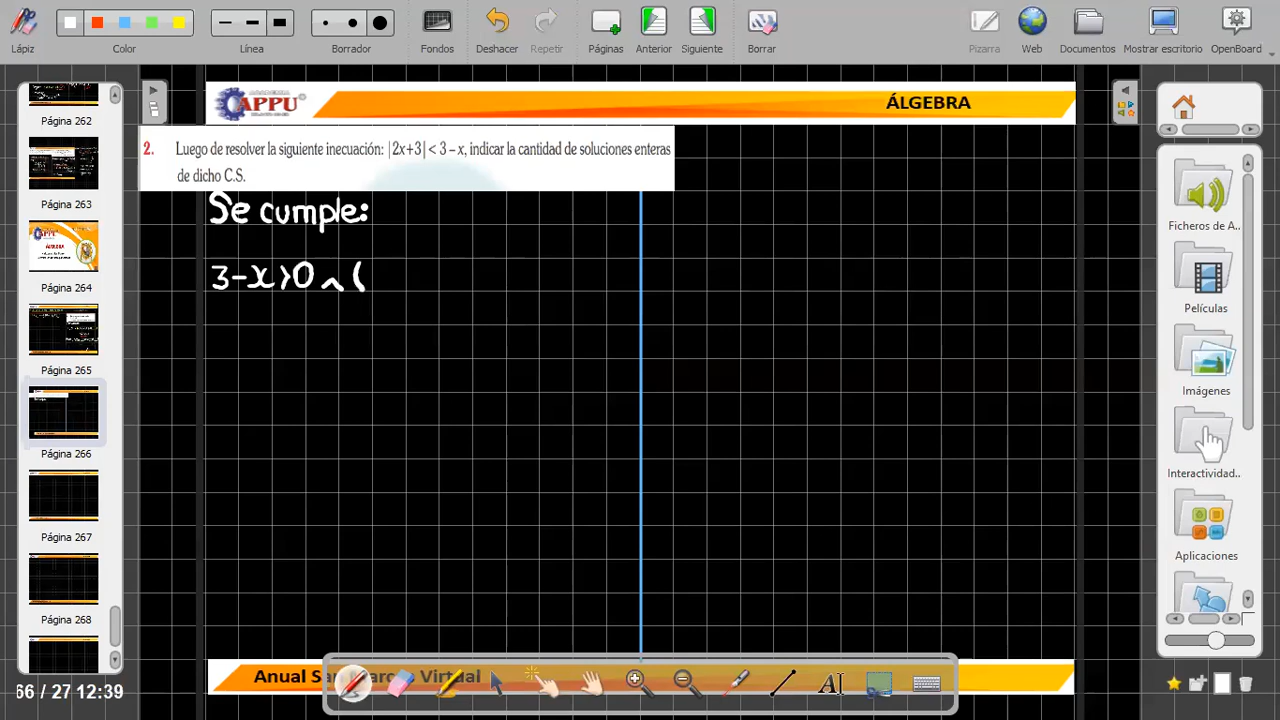 Lápiz
Color
Línea
Borrador
Fondos
Deshacer
Repetir
Páginas
Anterior
Siguiente
Borrar
Pizarra
Web
Documentos
Mostrar escritorio
OpenBoard
Página 262
Página 263
Página 264
Página 265
Página 266
Página 267
Página 268
66 / 27 12:39
ACADEMIA
APPU
ÁLGEBRA
2. Luego de resolver la siguiente inecuación: |2x+3| < 3 – x, indicar la cantidad de soluciones enteras
de dicho C.S.
Se cumple:
3-x>0 ∧ (
Ficheros de A..
Películas
Imágenes
Interactividad..
Aplicaciones
Anual Sa
Virtual